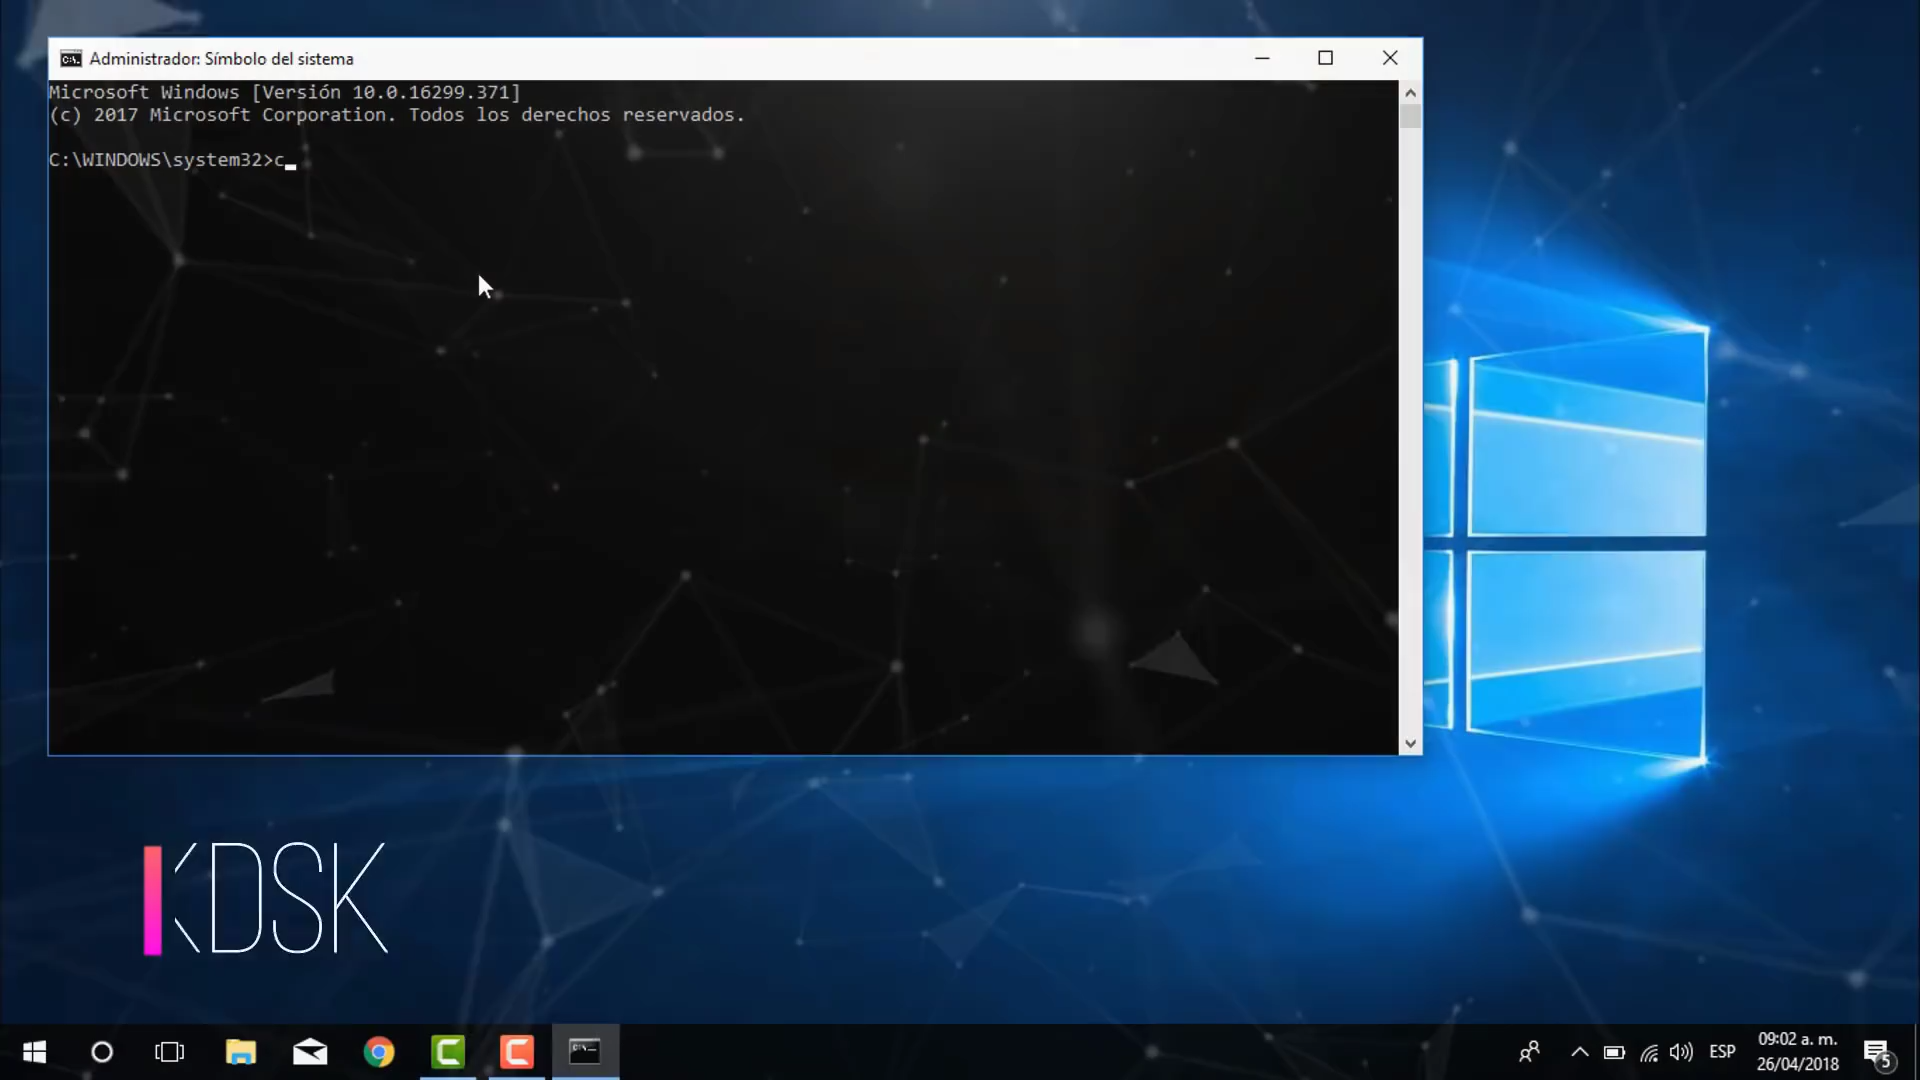 Administrador: Símbolo del sistema
Microsoft Windows [Versión 10.0.16299.371]
(c) 2017 Microsoft Corporation. Todos los derechos reservados.
C:\WINDOWS\system32>c
KDSK
ESP
09:02 a. m.
26/04/2018
5